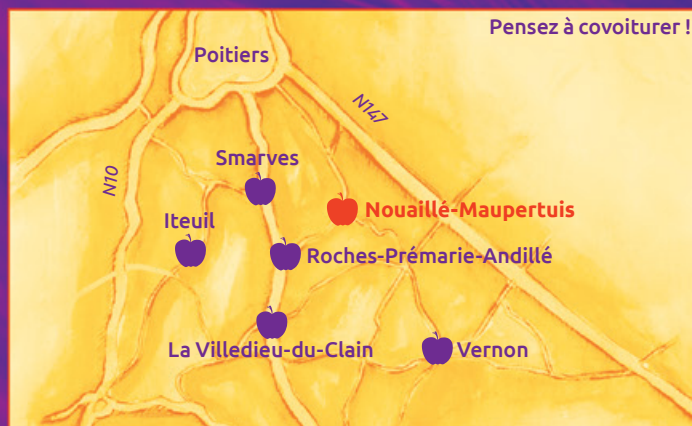 Pensez à covoiturer !
Poitiers
N147
Smarves
N10
Nouaillé-Maupertuis
Iteuil
Roches-Prémarie-Andillé
La Villedieu-du-Clain
Vernon